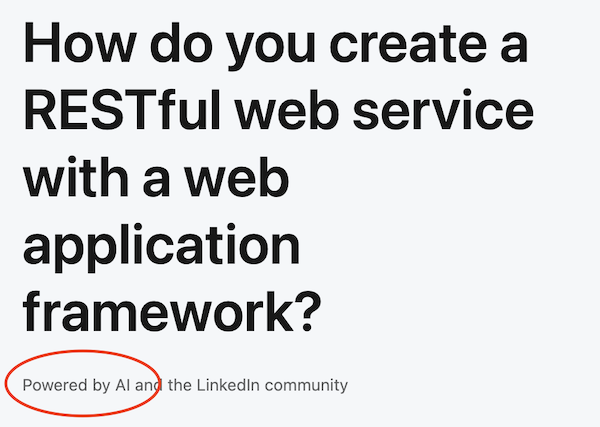 How do you create a
RESTful web service
with a web
application
framework?
Powered by AI and the LinkedIn community